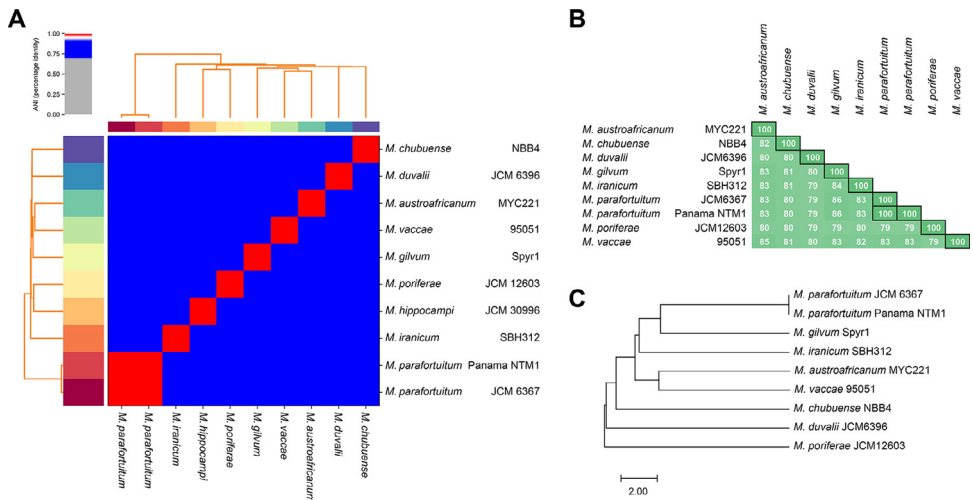 A
1.00
0.75
0.50
0.25
0.00
ANI (percentage identity)
M. chubuense NBB4
M. duvalii JCM 6396
M. austroafricanum MYC221
M. vaccae 95051
M. gilvum Spyr1
M. poriferae JCM 12603
M. hippocampi JCM 30996
M. iranicum SBH312
M. parafortuitum Panama NTM1
M. parafortuitum JCM 6367
M. parafortuitum
M. parafortuitum
M. iranicum
M. hippocampi
M. poriferae
M. gilvum
M. vaccae
M. austroafricanum
M. duvalii
M. chubuense
B
M. austroafricanum
M. chubuense
M. duvalii
M. gilvum
M. iranicum
M. parafortuitum
M. parafortuitum
M. poriferae
M. vaccae
M. austroafricanum MYC221 100
M. chubuense NBB4 82 100
M. duvalii JCM6396 80 80 100
M. gilvum Spyr1 83 81 80 100
M. iranicum SBH312 83 81 79 84 100
M. parafortuitum JCM6367 83 80 79 86 83 100
M. parafortuitum Panama NTM1 83 80 79 86 83 100 100
M. poriferae JCM12603 80 80 79 80 80 79 79 100
M. vaccae 95051 85 81 80 83 82 83 83 79 100
C
M. parafortuitum JCM 6367
M. parafortuitum Panama NTM1
M. gilvum Spyr1
M. iranicum SBH312
M. austroafricanum MYC221
M. vaccae 95051
M. chubuense NBB4
M. duvalii JCM6396
M. poriferae JCM12603
2.00